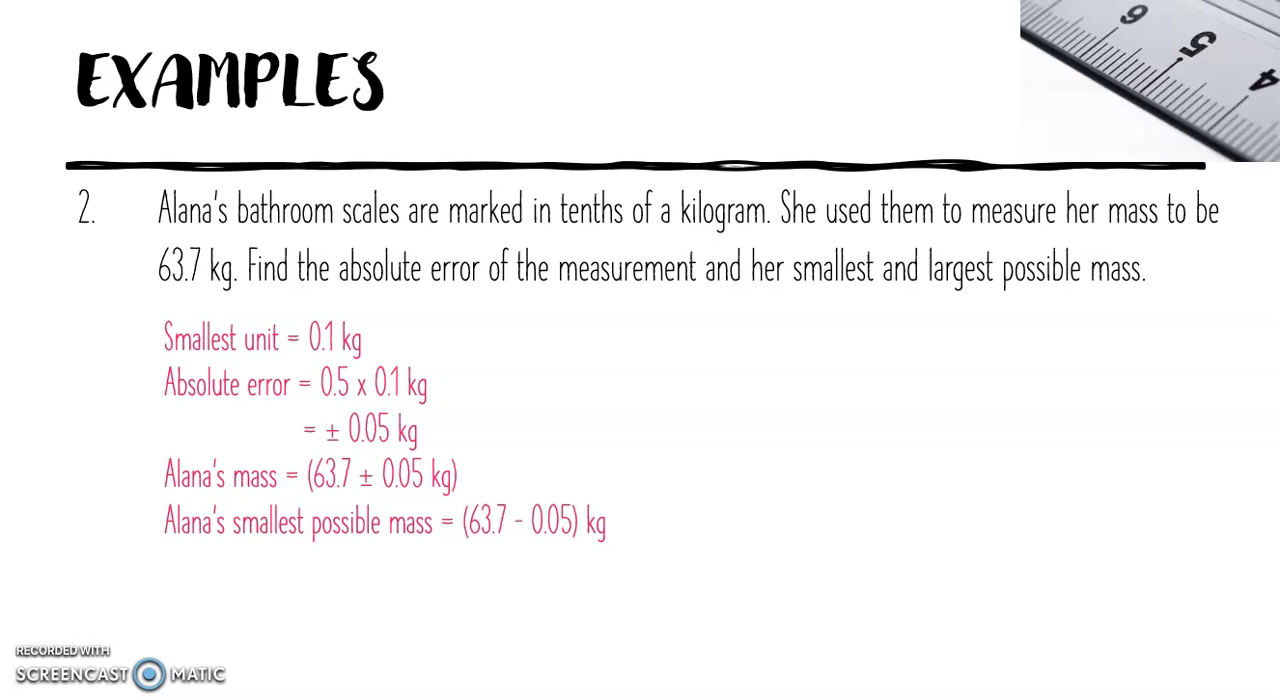 EXAMPLES
6 5 4
2. Alana's bathroom scales are marked in tenths of a kilogram. She used them to measure her mass to be
63.7 kg. Find the absolute error of the measurement and her smallest and largest possible mass.
Smallest unit = 0.1 kg
Absolute error = 0.5 x 0.1 kg
= ± 0.05 kg
Alana's mass = (63.7 ± 0.05 kg)
Alana's smallest possible mass = (63.7 - 0.05) kg
RECORDED WITH
SCREENCAST MATIC